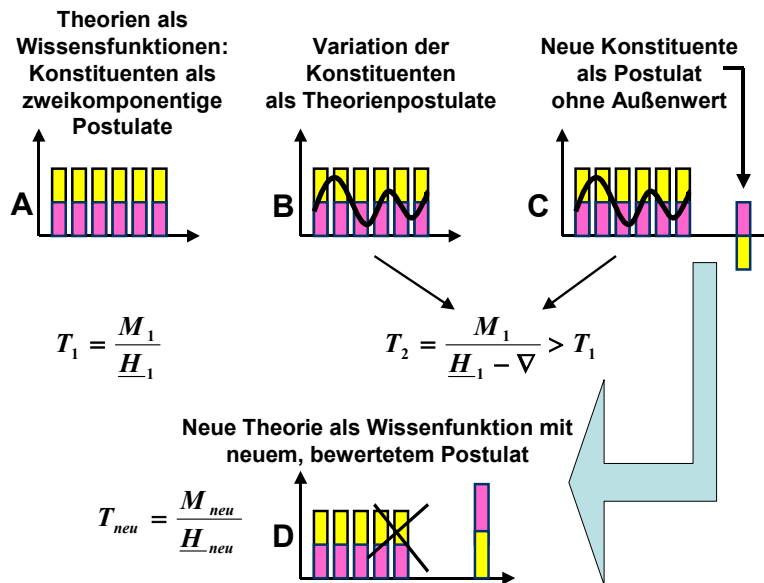 Theorien als
Wissensfunktionen:
Konstituenten als
zweikomponentige
Postulate
Variation der
Konstituenten
als Theorienpostulate
Neue Konstituente
als Postulat
ohne Außenwert
A
B
C
T₁ = M₁ / H₁
T₂ = M₁ / (H₁ − ∇) > T₁
Neue Theorie als Wissenfunktion mit
neuem, bewertetem Postulat
T_neu = M_neu / H_neu
D